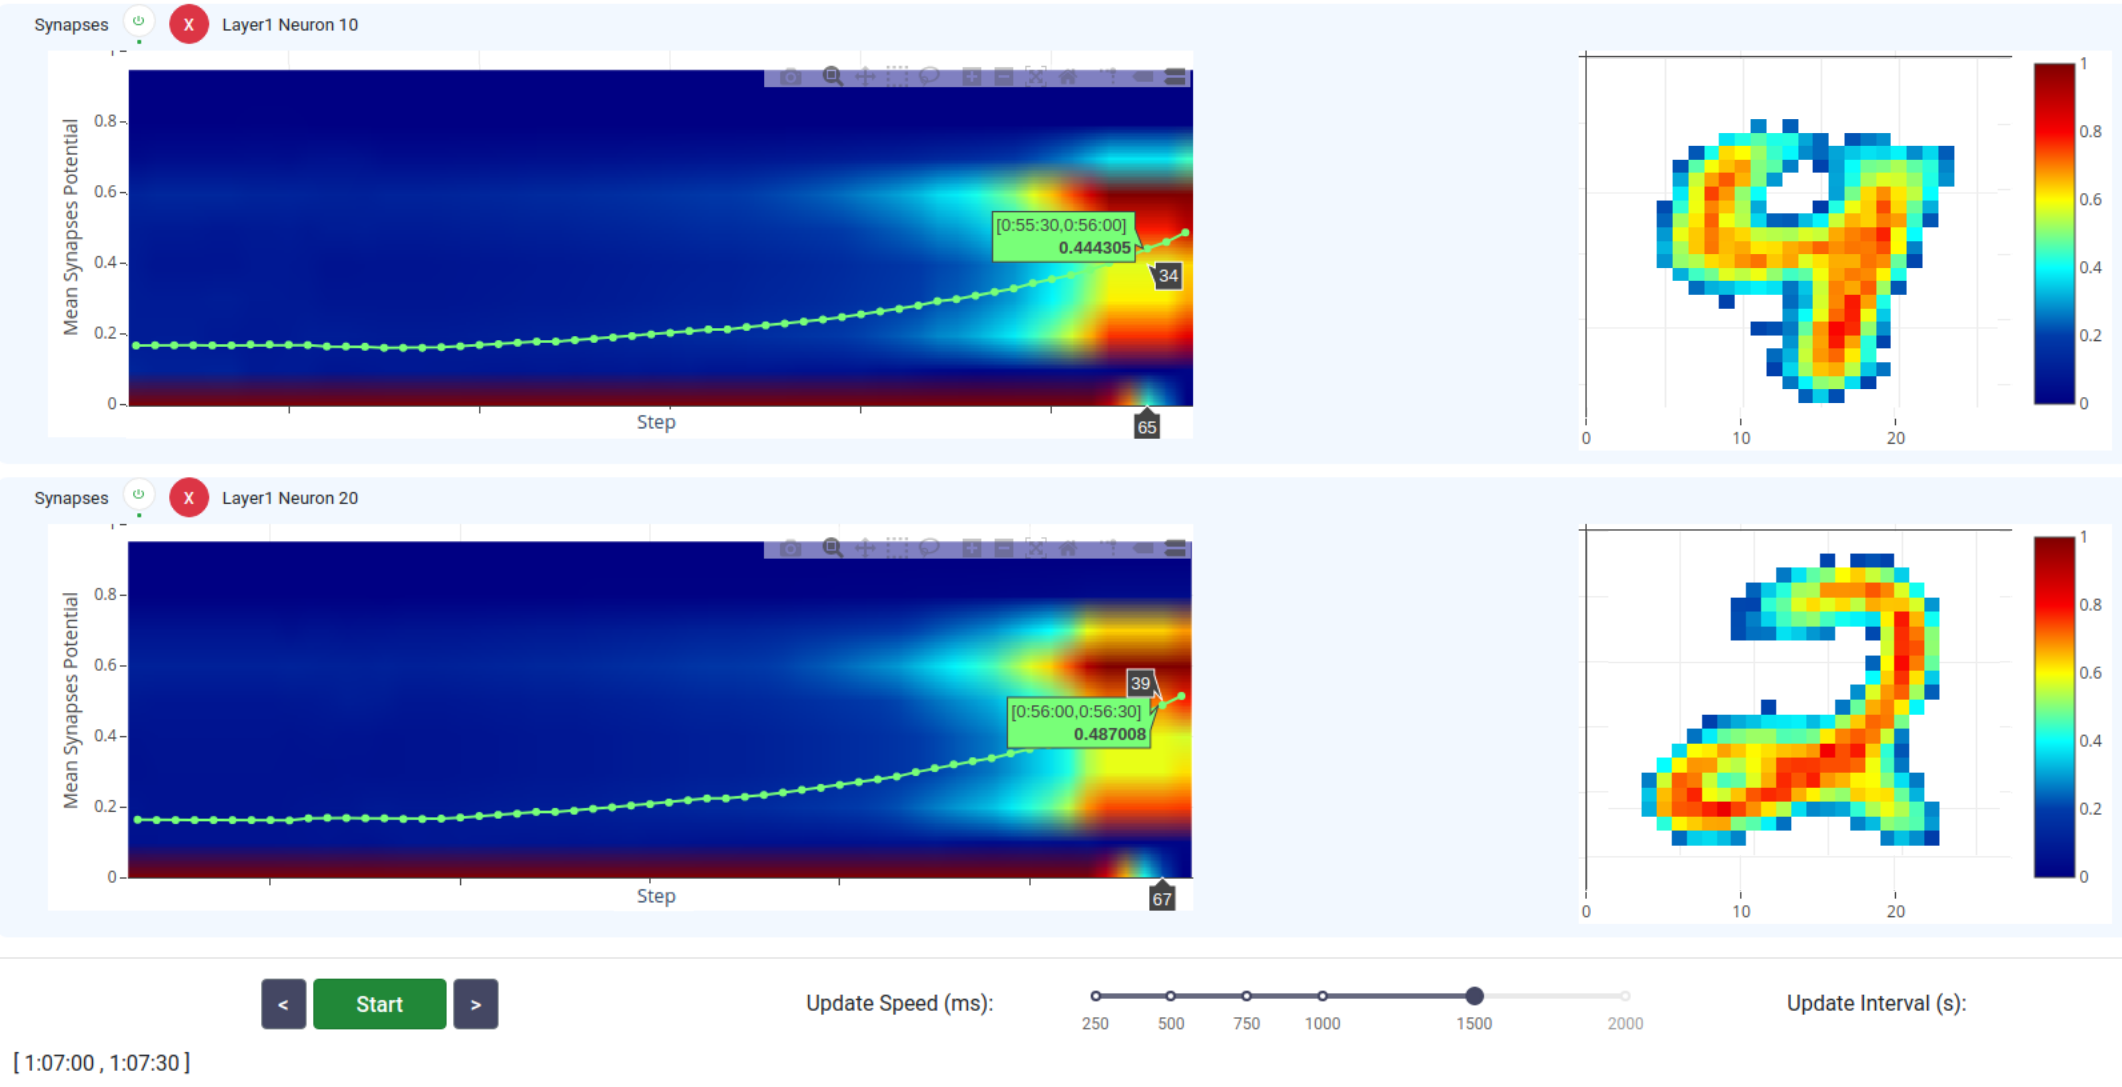 Synapses X Layer1 Neuron 10
Mean Synapses Potential
0.8
0.6
0.4
0.2
0
[0:55:30,0:56:00]
0.444305
34
65
Step
0 10 20
1
0.8
0.6
0.4
0.2
0
Synapses X Layer1 Neuron 20
Mean Synapses Potential
0.8
0.6
0.4
0.2
0
39
[0:56:00,0:56:30]
0.487008
67
Step
0 10 20
1
0.8
0.6
0.4
0.2
0
< Start > Update Speed (ms): Update Interval (s):
250 500 750 1000 1500 2000
[ 1:07:00 , 1:07:30 ]